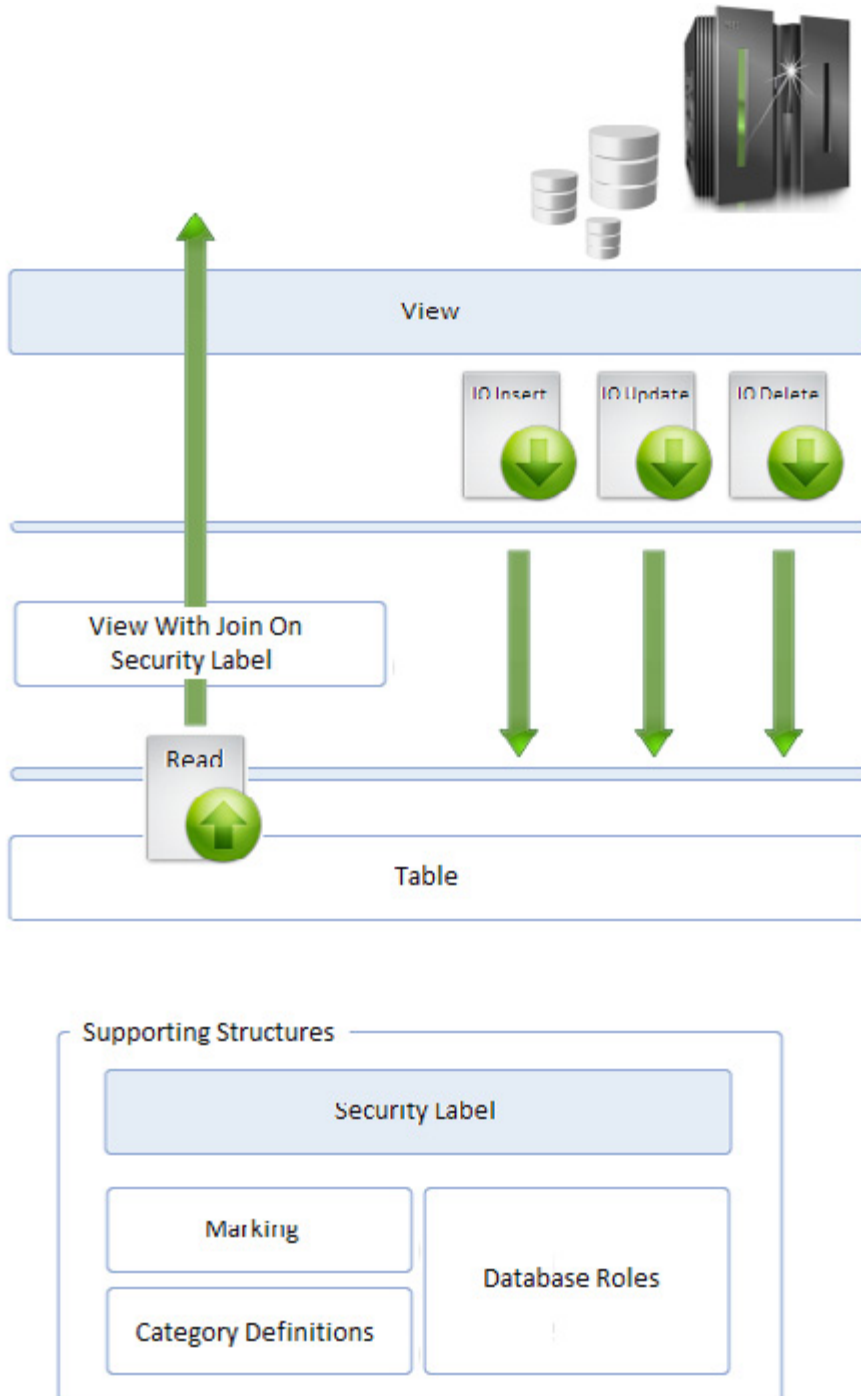 View
IO Insert
IO Update
IO Delete
View With Join On
Security Label
Read
Table
Supporting Structures
Security Label
Marking
Database Roles
Category Definitions